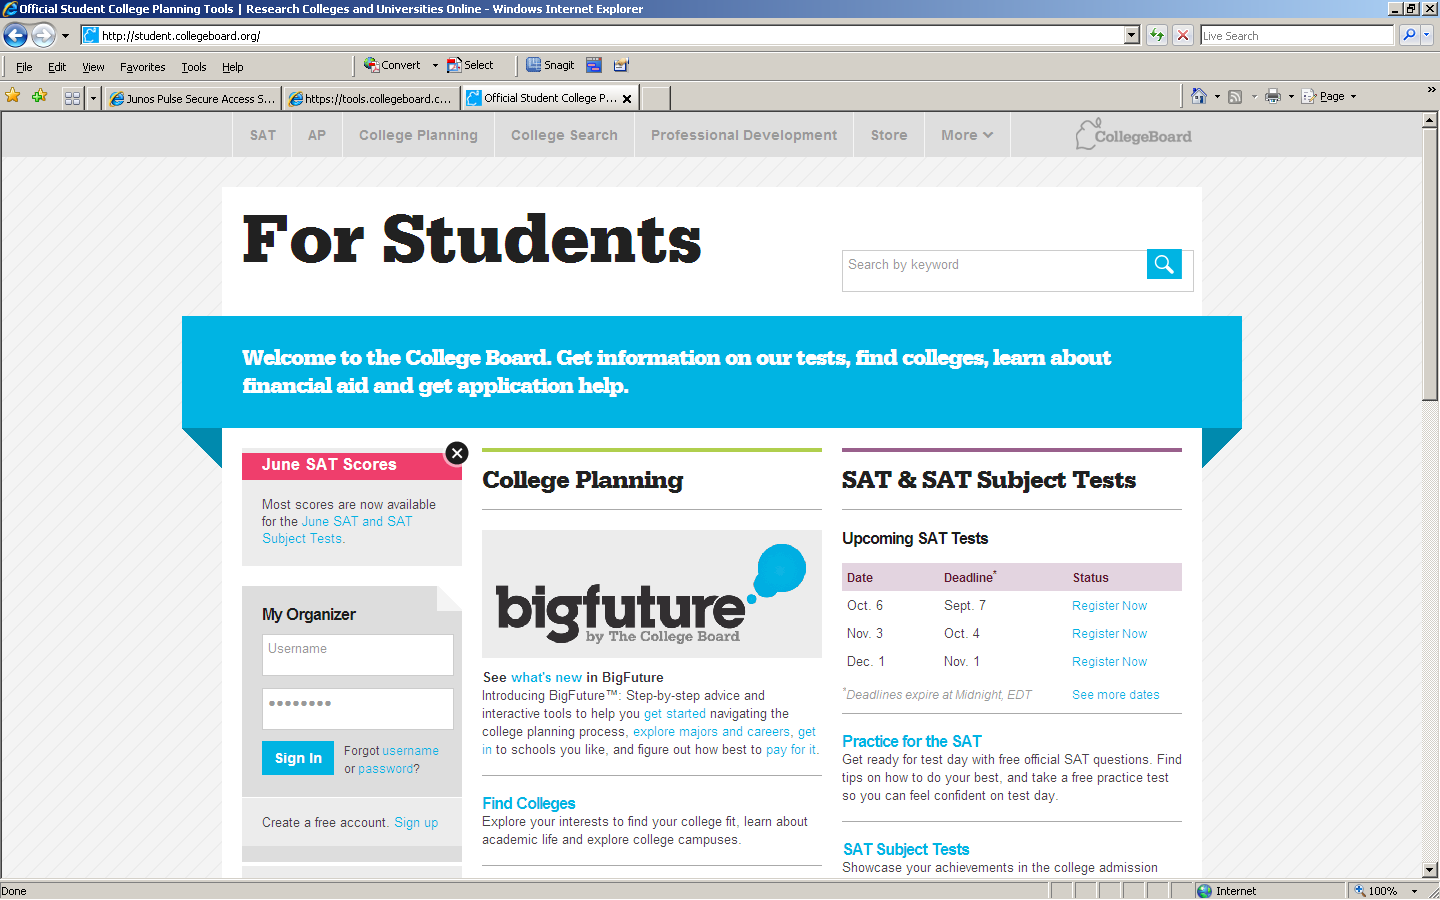 Official Student College Planning Tools | Research Colleges and Universities Online - Windows Internet Explorer
http://student.collegeboard.org/
Live Search
File Edit View Favorites Tools Help
Convert Select Snagit
Junos Pulse Secure Access S...
https://tools.collegeboard.c...
Official Student College P...
Page
SAT AP College Planning College Search Professional Development Store More CollegeBoard
For Students
Search by keyword
Welcome to the College Board. Get information on our tests, find colleges, learn about
financial aid and get application help.
June SAT Scores
Most scores are now available
for the June SAT and SAT
Subject Tests.
My Organizer
Username
Sign In
Forgot username
or password?
Create a free account. Sign up
College Planning
bigfuture
by The College Board
See what's new in BigFuture
Introducing BigFuture™: Step-by-step advice and
interactive tools to help you get started navigating the
college planning process, explore majors and careers, get
in to schools you like, and figure out how best to pay for it.
Find Colleges
Explore your interests to find your college fit, learn about
academic life and explore college campuses.
SAT & SAT Subject Tests
Upcoming SAT Tests
Date Deadline* Status
Oct. 6 Sept. 7 Register Now
Nov. 3 Oct. 4 Register Now
Dec. 1 Nov. 1 Register Now
*Deadlines expire at Midnight, EDT See more dates
Practice for the SAT
Get ready for test day with free official SAT questions. Find
tips on how to do your best, and take a free practice test
so you can feel confident on test day.
SAT Subject Tests
Showcase your achievements in the college admission
Done
Internet
100%